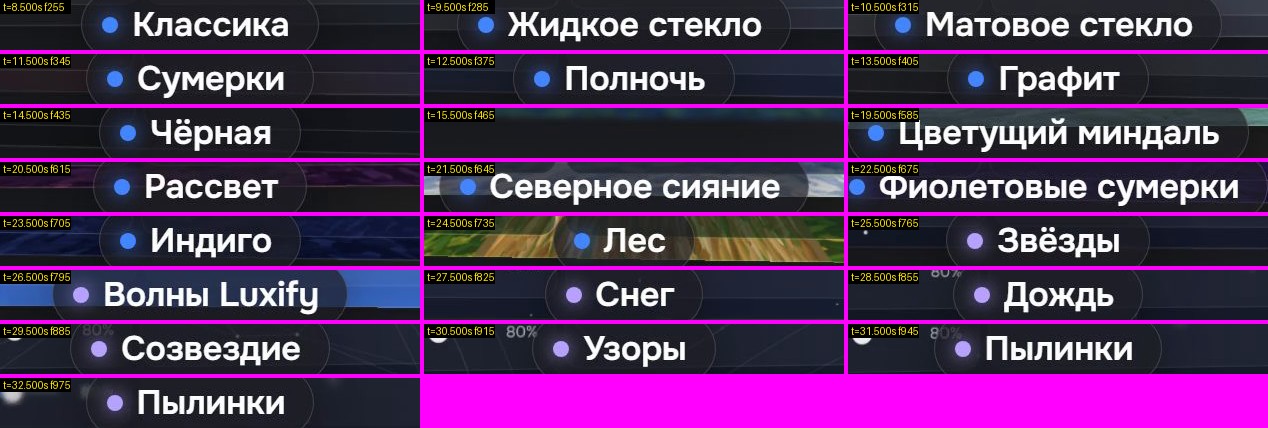 t=8.500s f255
Классика
t=9.500s f285
Жидкое стекло
t=10.500s f315
Матовое стекло
t=11.500s f345
Сумерки
t=12.500s f375
Полночь
t=13.500s f405
Графит
t=14.500s f435
Чёрная
t=15.500s f465
t=19.500s f585
Цветущий миндаль
t=20.500s f615
Рассвет
t=21.500s f645
Северное сияние
t=22.500s f675
Фиолетовые сумерки
t=23.500s f705
Индиго
t=24.500s f735
Лес
t=25.500s f765
Звёзды
t=26.500s f795
Волны Luxify
t=27.500s f825
Снег
t=28.500s f855
80%
Дождь
t=29.500s f885
80%
Созвездие
t=30.500s f915
80%
Узоры
t=31.500s f945
80%
Пылинки
t=32.500s f975
Пылинки